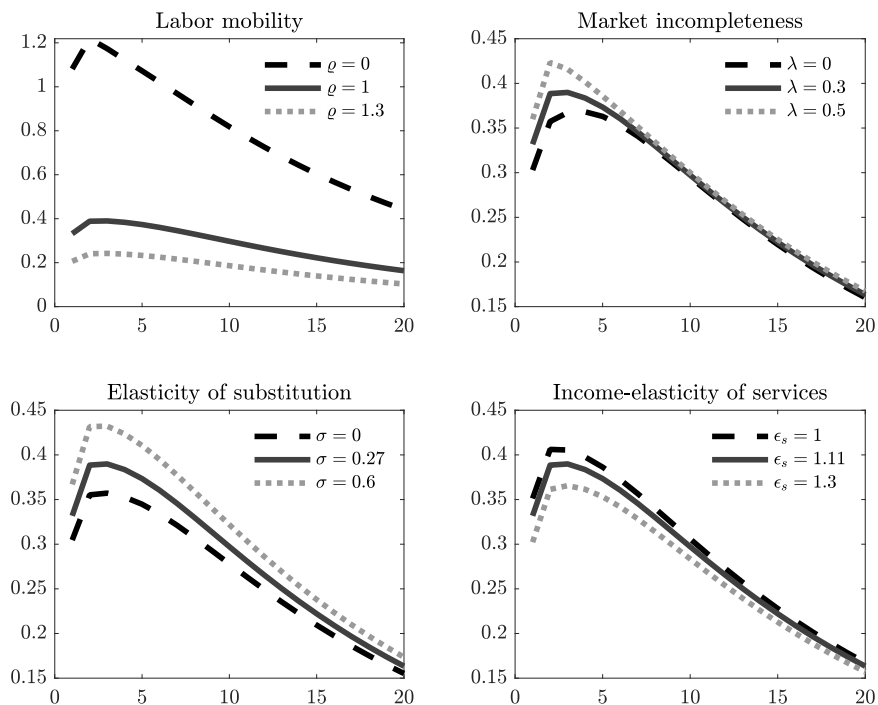 Labor mobility
1.2
1
0.8
0.6
0.4
0.2
0
0 5 10 15 20
ϱ = 0
ϱ = 1
ϱ = 1.3
Market incompleteness
0.45
0.4
0.35
0.3
0.25
0.2
0.15
0 5 10 15 20
λ = 0
λ = 0.3
λ = 0.5
Elasticity of substitution
0.45
0.4
0.35
0.3
0.25
0.2
0.15
0 5 10 15 20
σ = 0
σ = 0.27
σ = 0.6
Income-elasticity of services
0.45
0.4
0.35
0.3
0.25
0.2
0.15
0 5 10 15 20
ϵₛ = 1
ϵₛ = 1.11
ϵₛ = 1.3